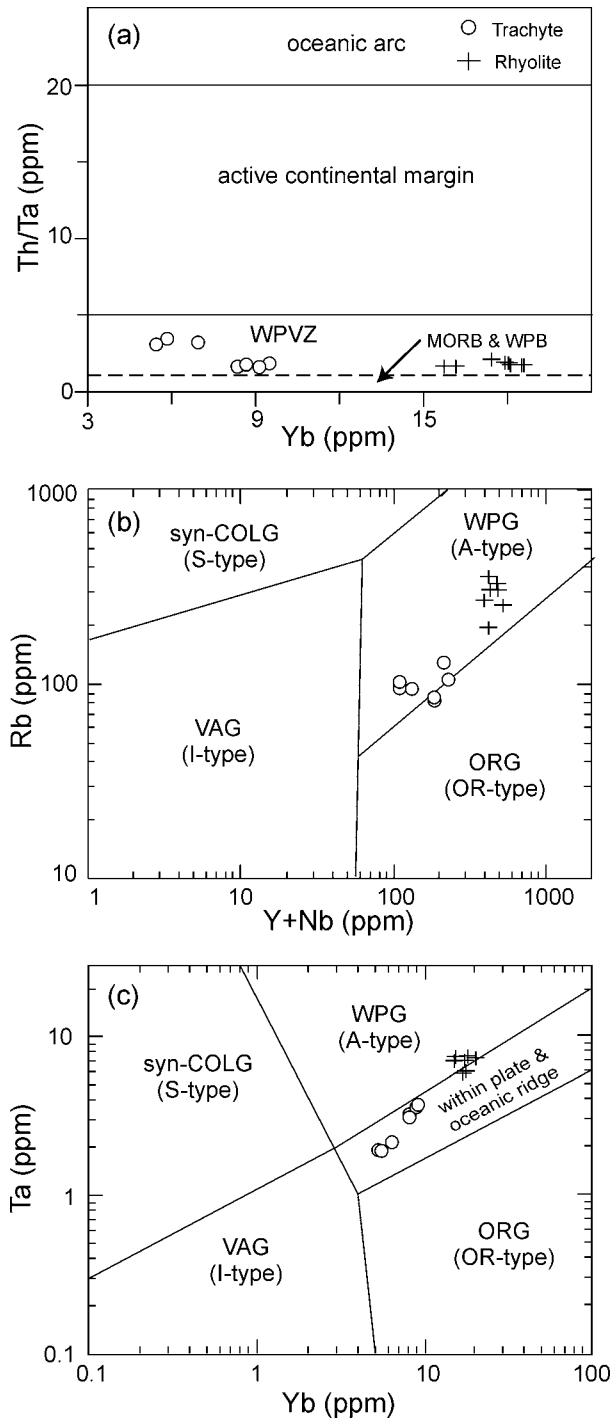 (a)
oceanic arc
Trachyte
Rhyolite
20
active continental margin
Th/Ta (ppm)
10
WPVZ
MORB & WPB
0
3
9
15
Yb (ppm)
1000
(b)
syn-COLG
(S-type)
WPG
(A-type)
Rb (ppm)
100
VAG
(I-type)
ORG
(OR-type)
10
1
10
100
1000
Y+Nb (ppm)
(c)
WPG
(A-type)
10
syn-COLG
(S-type)
within plate &
oceanic ridge
Ta (ppm)
1
VAG
(I-type)
ORG
(OR-type)
0.1
0.1
1
10
100
Yb (ppm)